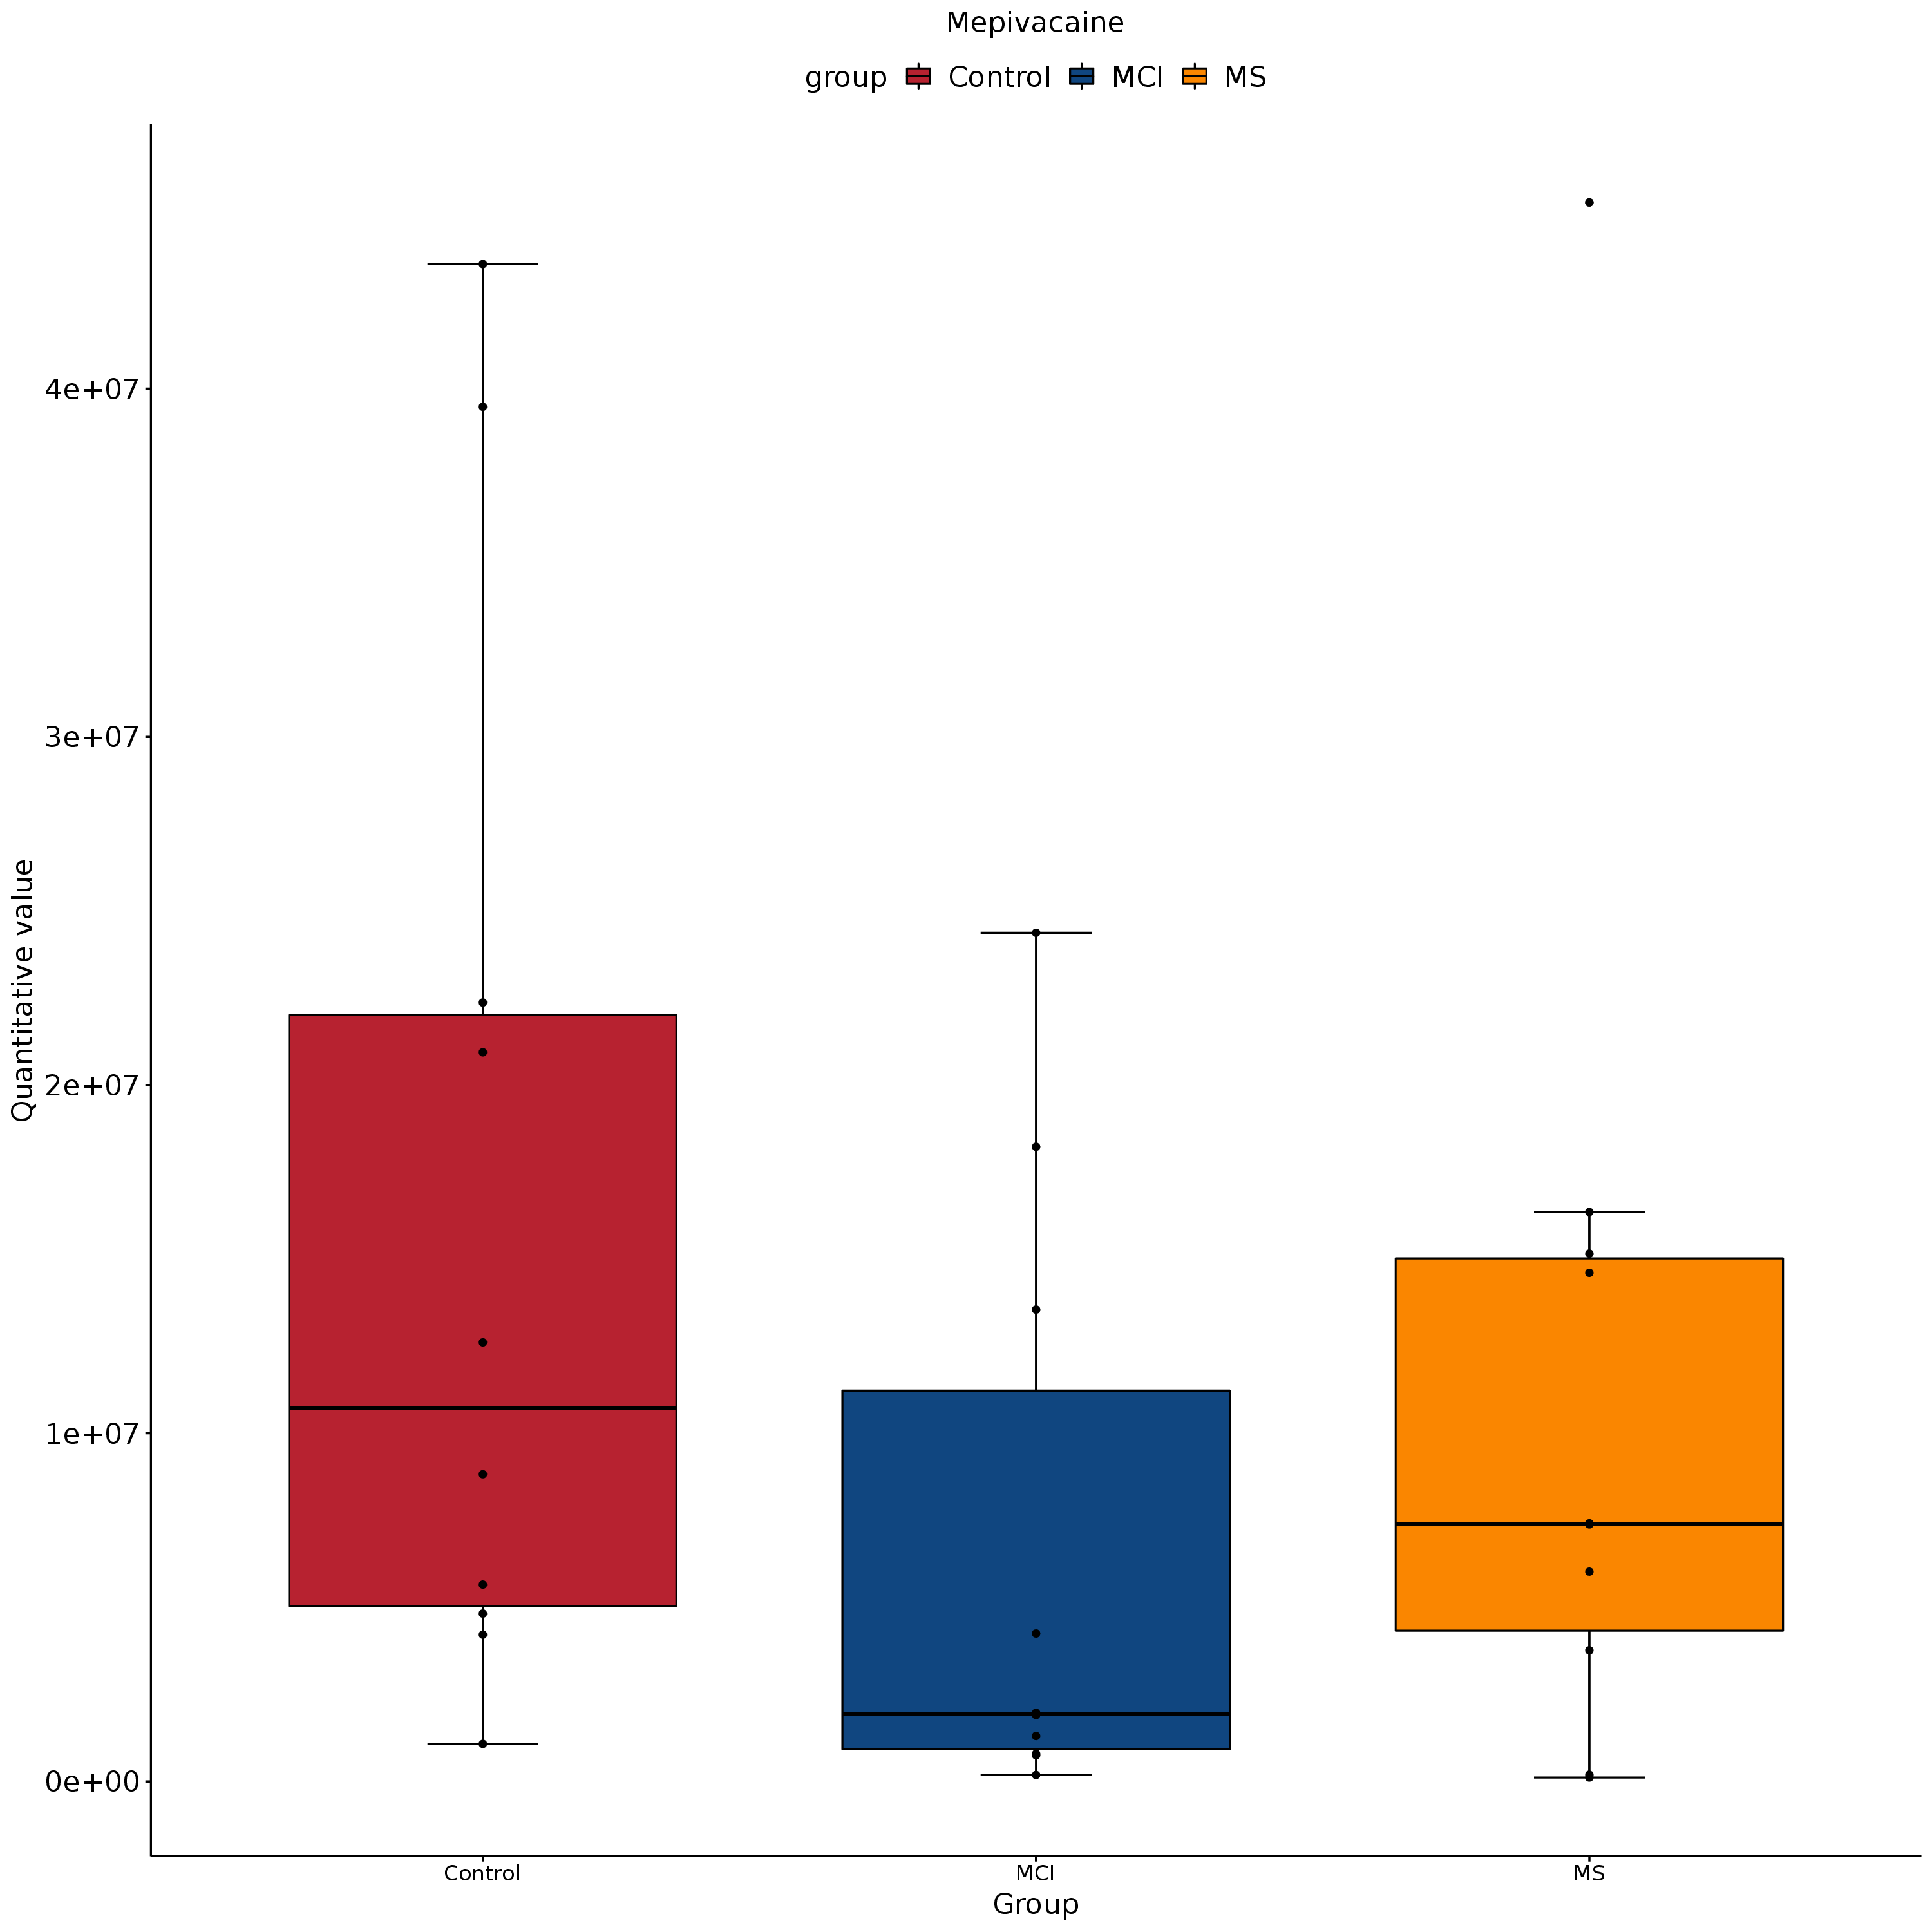 Mepivacaine
group Control MCI MS
4e+07
3e+07
2e+07
1e+07
0e+00
Quantitative value
Control MCI MS
Group